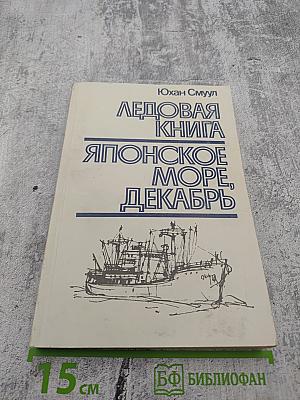 Юхан Смуул
ЛЕДОВАЯ
КНИГА
ЯПОНСКОЕ
МОРЕ,
ДЕКАБРЬ
15 см
БФ БИБЛИОФАН